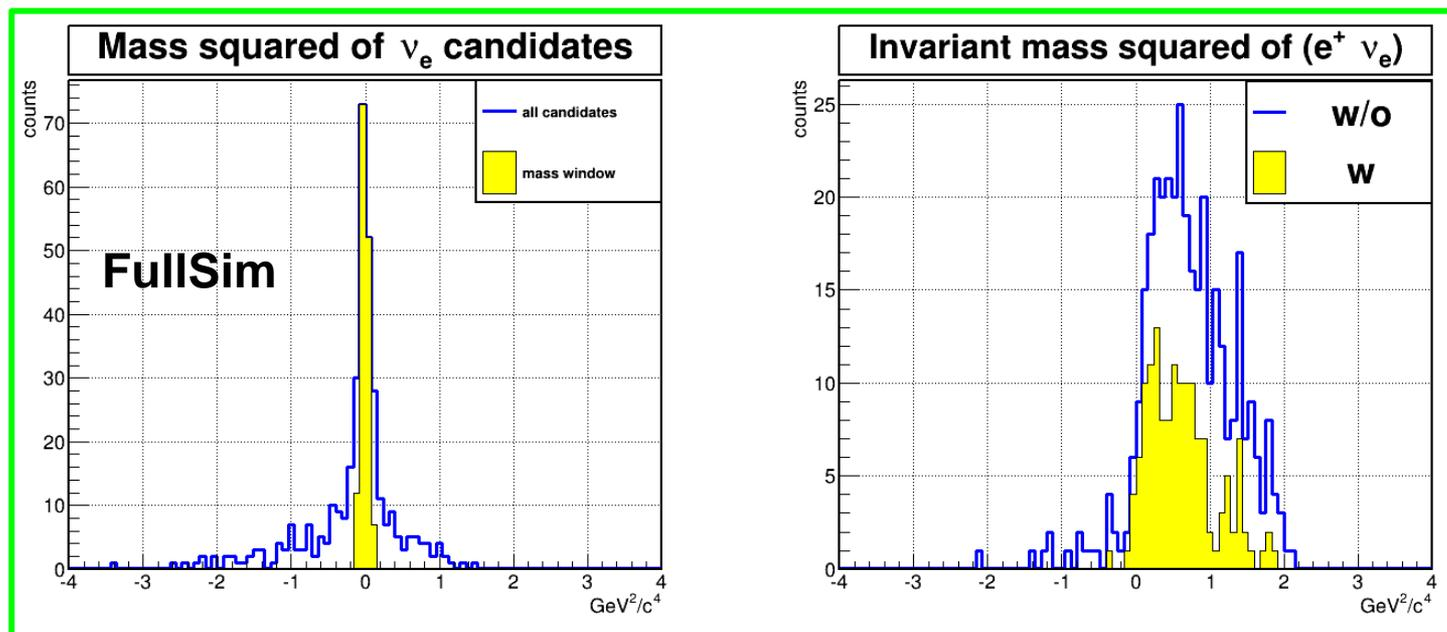 Mass squared of νe candidates
counts
all candidates
mass window
FullSim
70
60
50
40
30
20
10
0
-4 -3 -2 -1 0 1 2 3 4
GeV²/c⁴
Invariant mass squared of (e⁺ νe)
counts
w/o
w
25
20
15
10
5
0
-4 -3 -2 -1 0 1 2 3 4
GeV²/c⁴